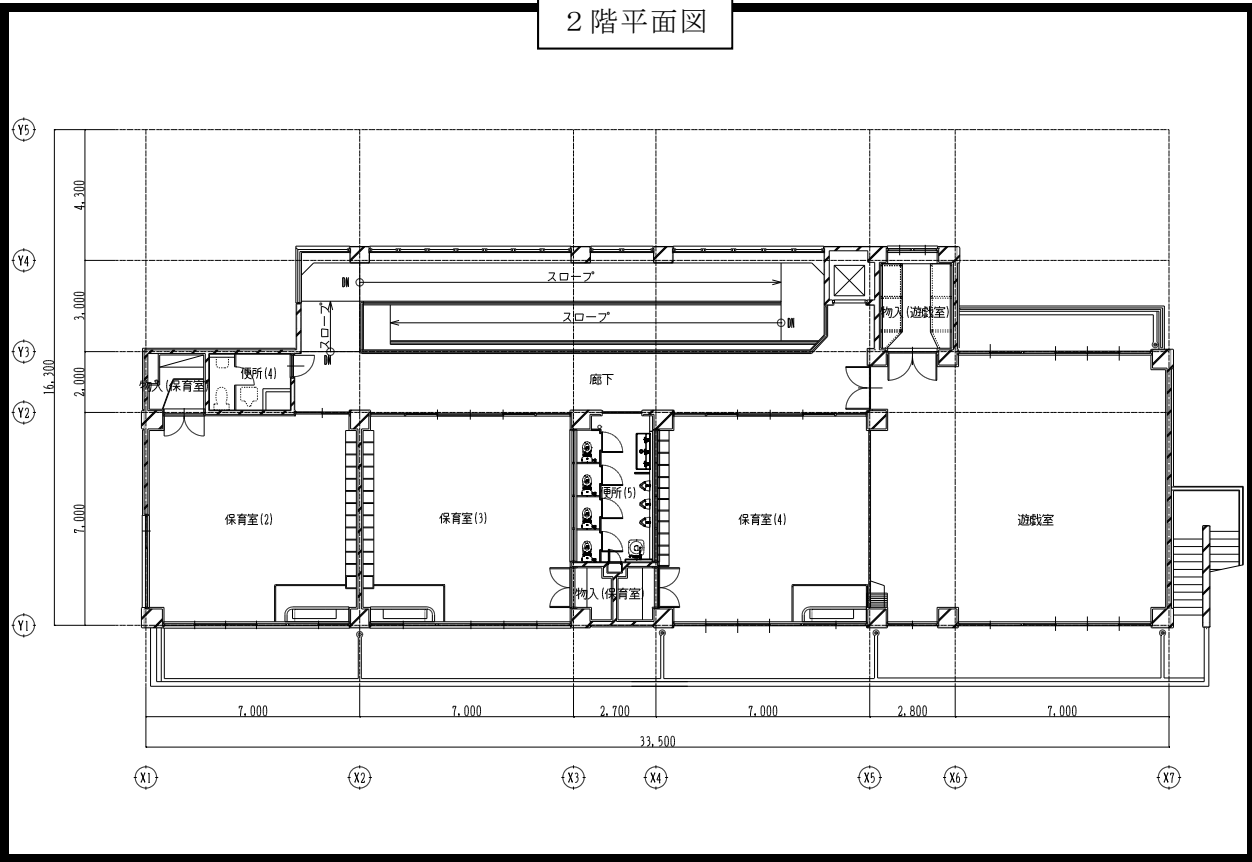 ２階平面図
Y5
4,300
Y4
DN
スロープ
3,000
スロープ
スロープ
DN
物入(遊戯室)
Y3
DN
16,300
2,000
物入(保育室)
便所(4)
廊下
Y2
7,000
保育室(2)
保育室(3)
便所(5)
保育室(4)
遊戯室
物入(保育室)
Y1
7,000
7,000
2,700
7,000
2,800
7,000
33,500
X1
X2
X3
X4
X5
X6
X7